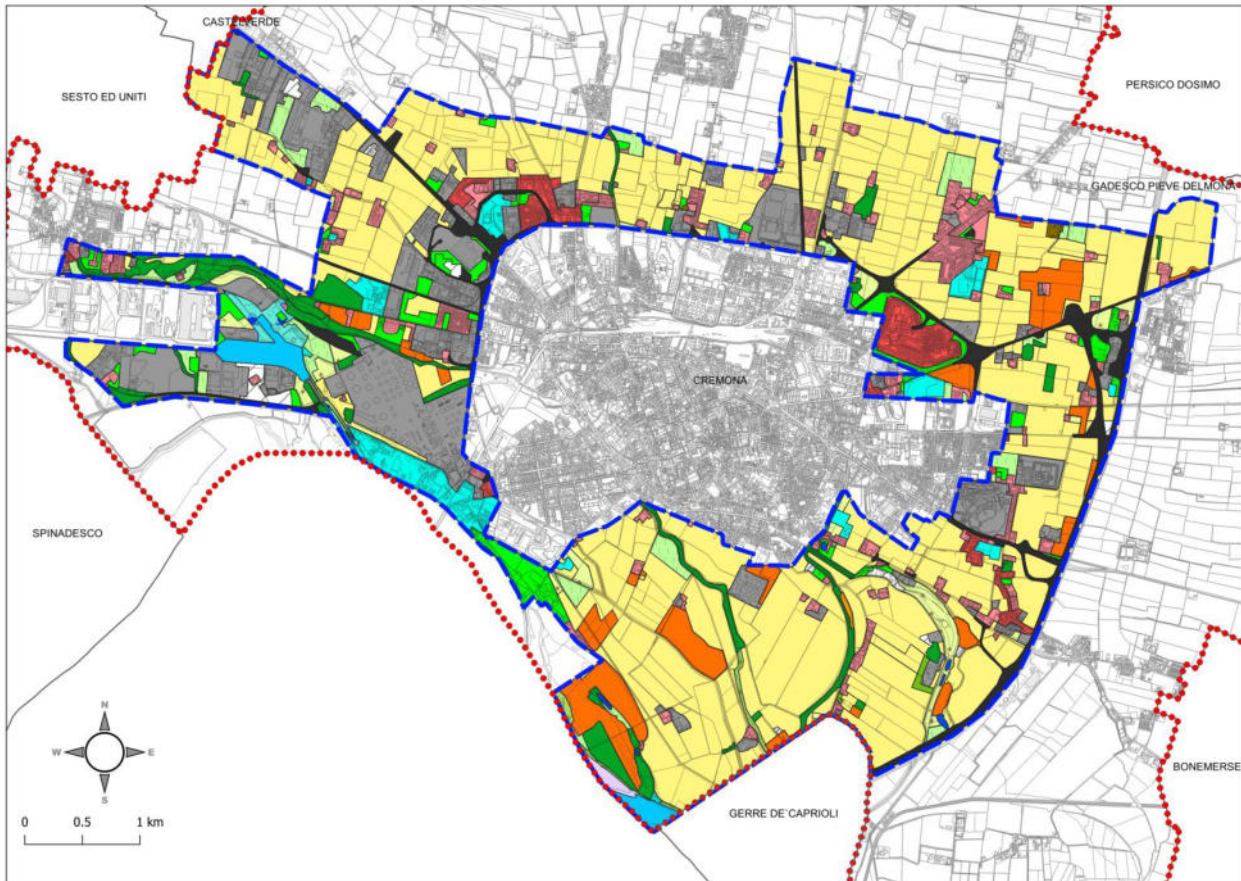 CASTELVERDE
SESTO ED UNITI
PERSICO DOSIMO
GADESCO PIEVE DELMONA
CREMONA
SPINADESCO
N
W E
S
BONEMERSE
0 0.5 1 km
GERRE DE' CAPRIOLI